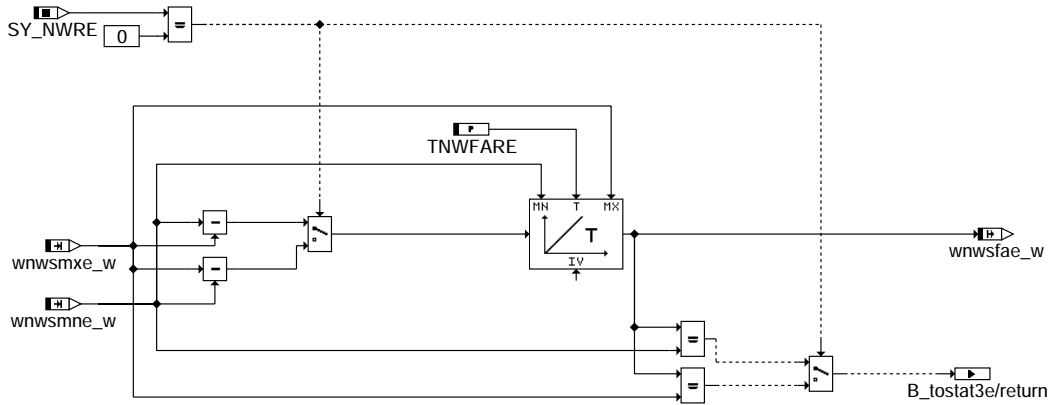 SY_NWRE
0
=
TNWFARE
P
MN T MX
T
IV
-
-
wnwsmxe_w
wnwsmne_w
wnwsfae_w
=
=
B_tostat3e/return